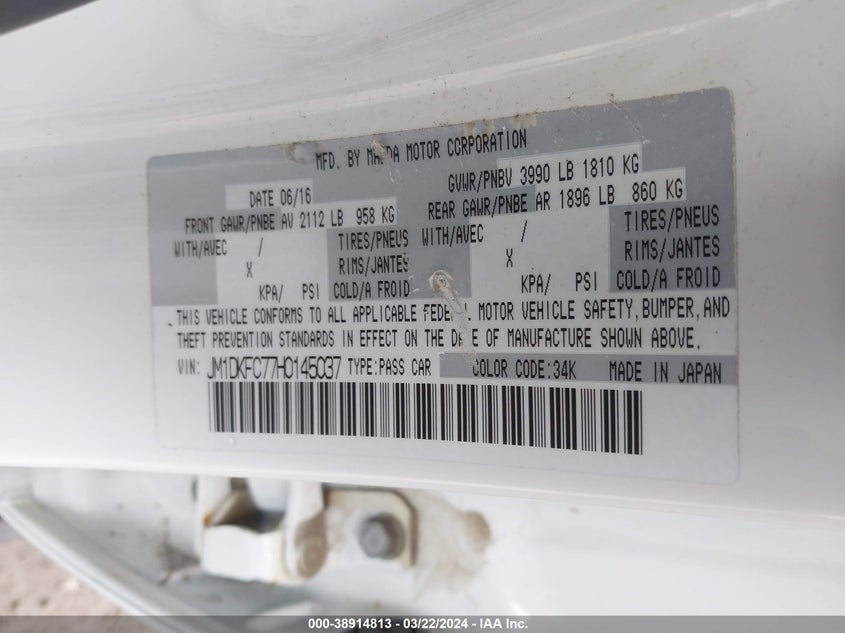 MFD. BY MAZDA MOTOR CORPORATION
DATE 06/16 GVWR/PNBV 3990 LB 1810 KG
FRONT GAWR/PNBE AV 2112 LB 958 KG REAR GAWR/PNBE AR 1896 LB 860 KG
WITH/AVEC / TIRES/PNEUS WITH/AVEC / TIRES/PNEUS
X RIMS/JANTES X RIMS/JANTES
KPA/ PSI COLD/A FROID KPA/ PSI COLD/A FROID
THIS VEHICLE CONFORMS TO ALL APPLICABLE FEDERAL MOTOR VEHICLE SAFETY, BUMPER, AND
THEFT PREVENTION STANDARDS IN EFFECT ON THE DATE OF MANUFACTURE SHOWN ABOVE.
VIN: JM1DKFC77H0145037 TYPE:PASS CAR COLOR CODE:34K MADE IN JAPAN
000-38914813 - 03/22/2024 - IAA Inc.